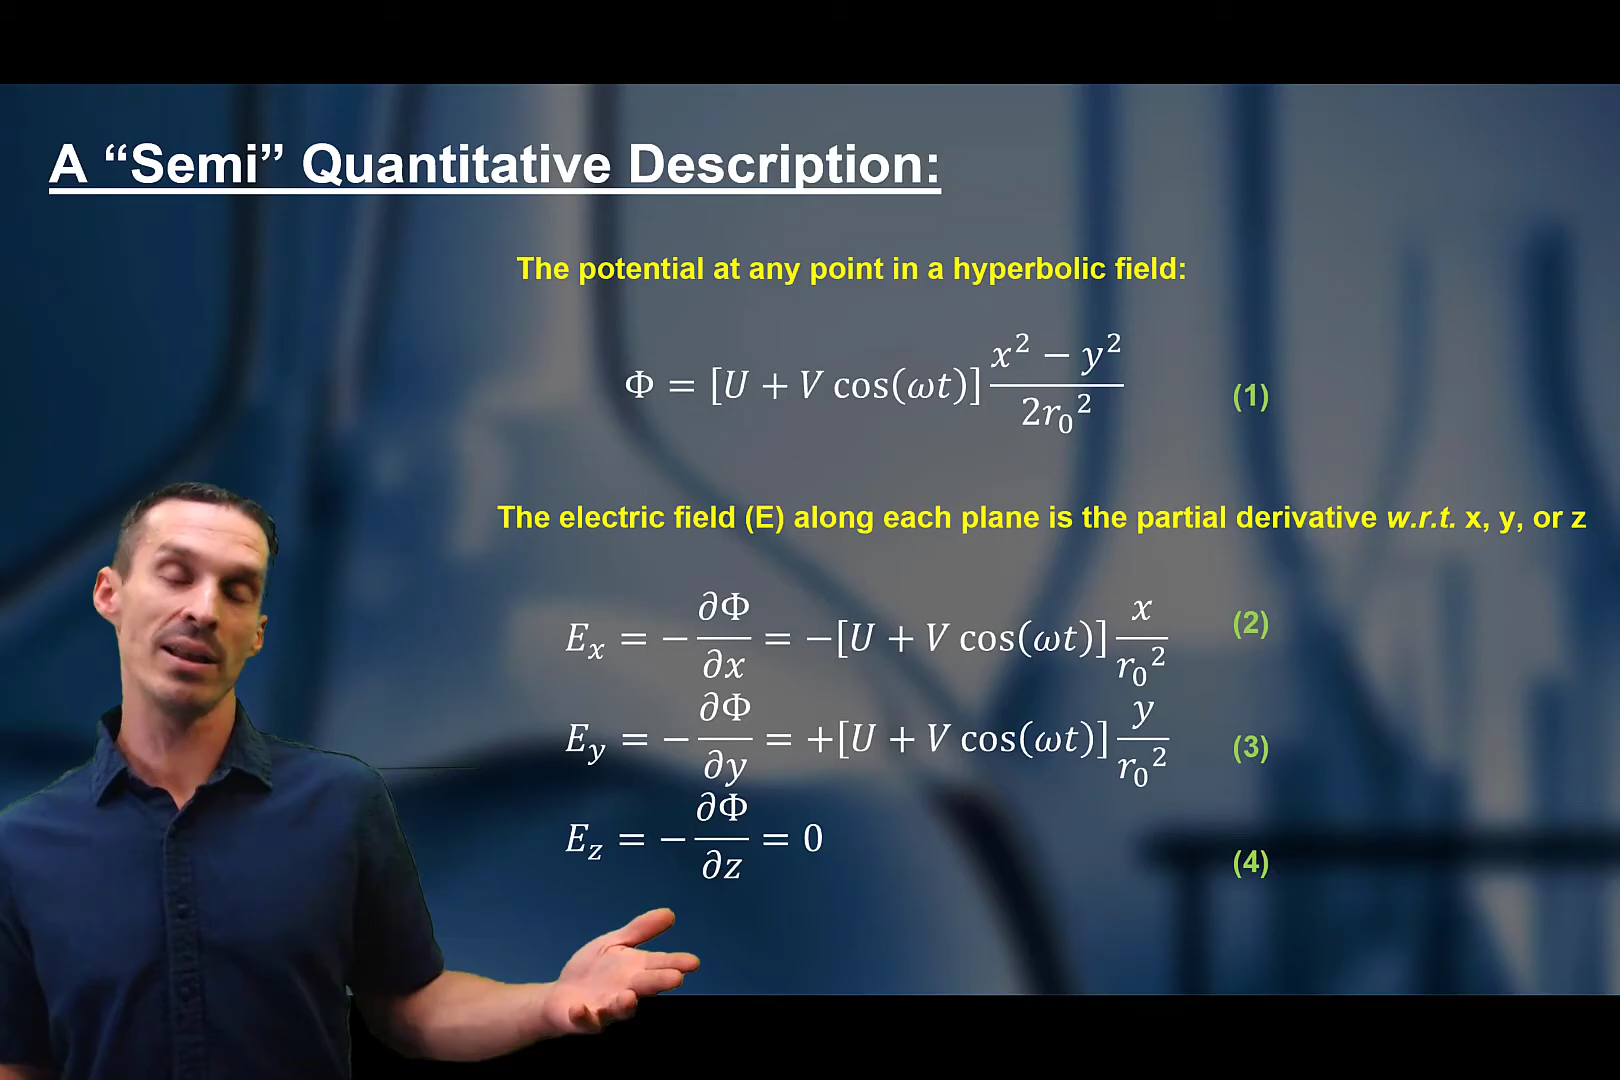 A “Semi” Quantitative Description:
The potential at any point in a hyperbolic field:
Φ = [U + V cos(ωt)] (x² − y²)/(2r₀²) (1)
The electric field (E) along each plane is the partial derivative w.r.t. x, y, or z
Eₓ = −∂Φ/∂x = −[U + V cos(ωt)] x/r₀² (2)
E_y = −∂Φ/∂y = +[U + V cos(ωt)] y/r₀² (3)
E_z = −∂Φ/∂z = 0 (4)